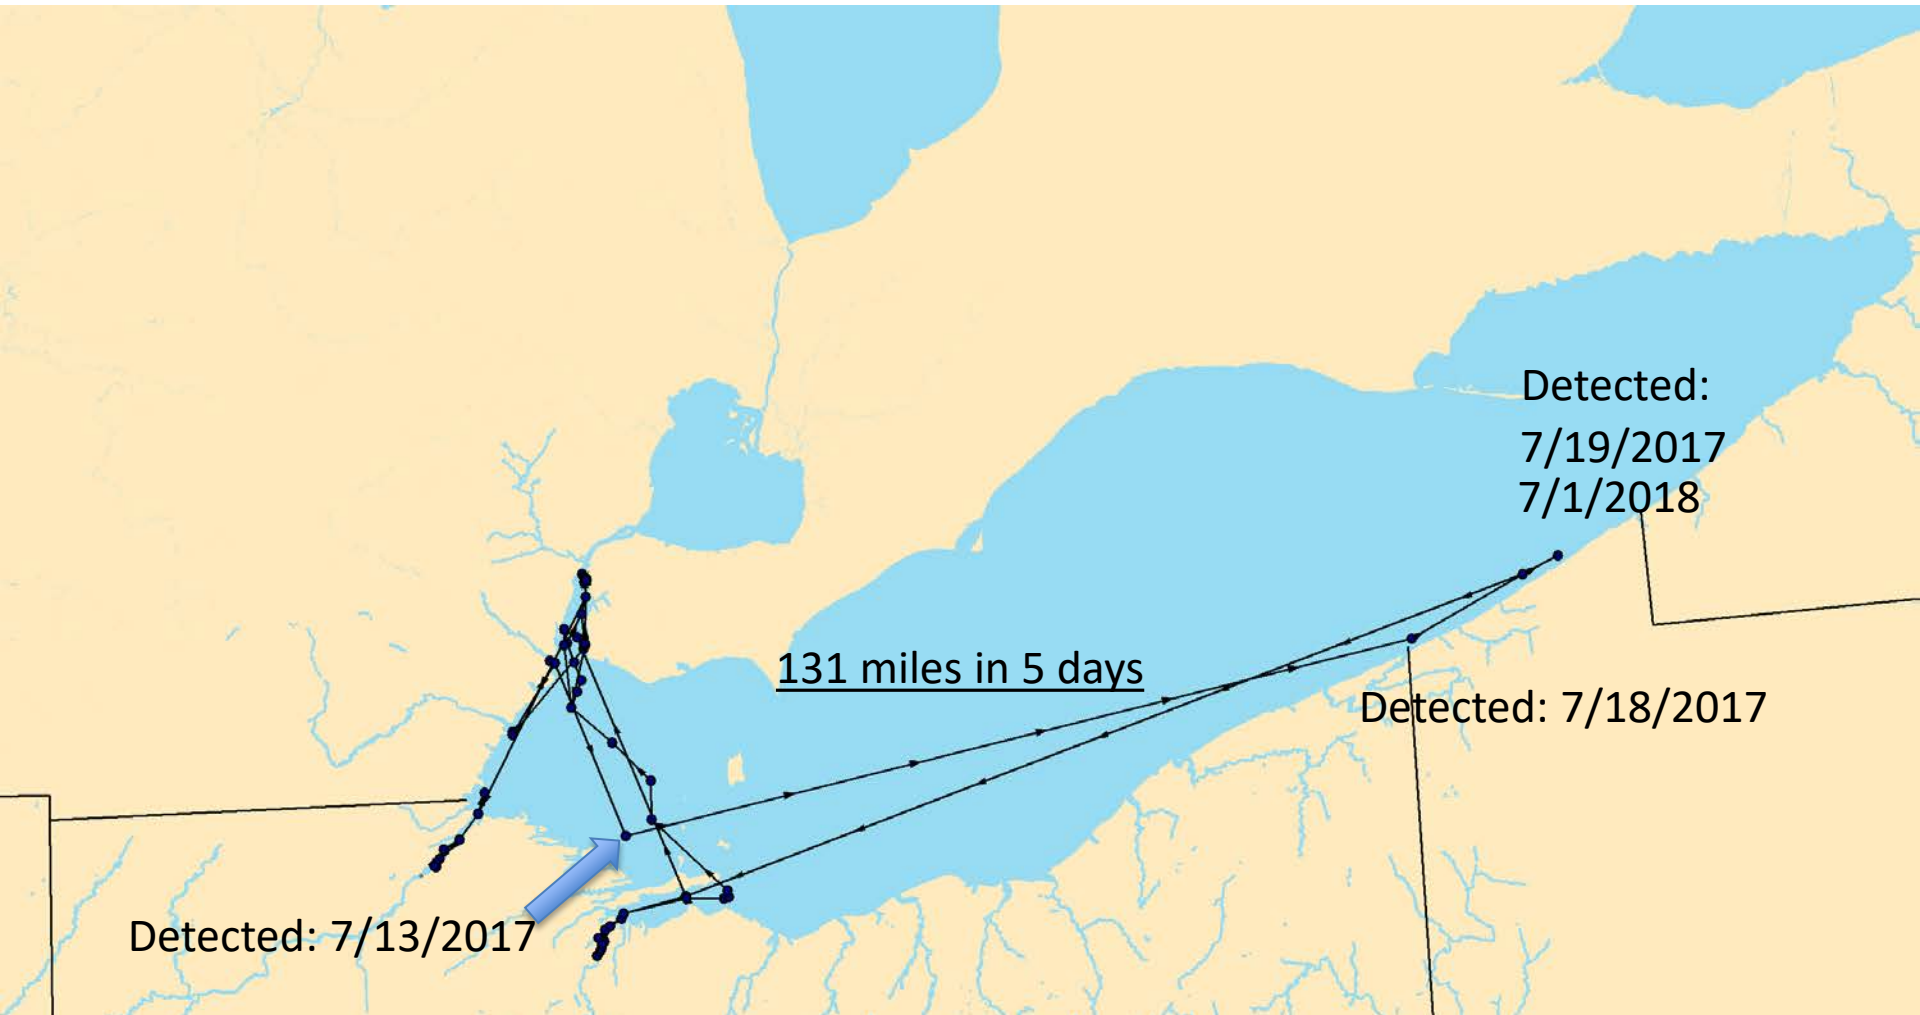 Detected:
7/19/2017
7/1/2018
131 miles in 5 days
Detected: 7/18/2017
Detected: 7/13/2017